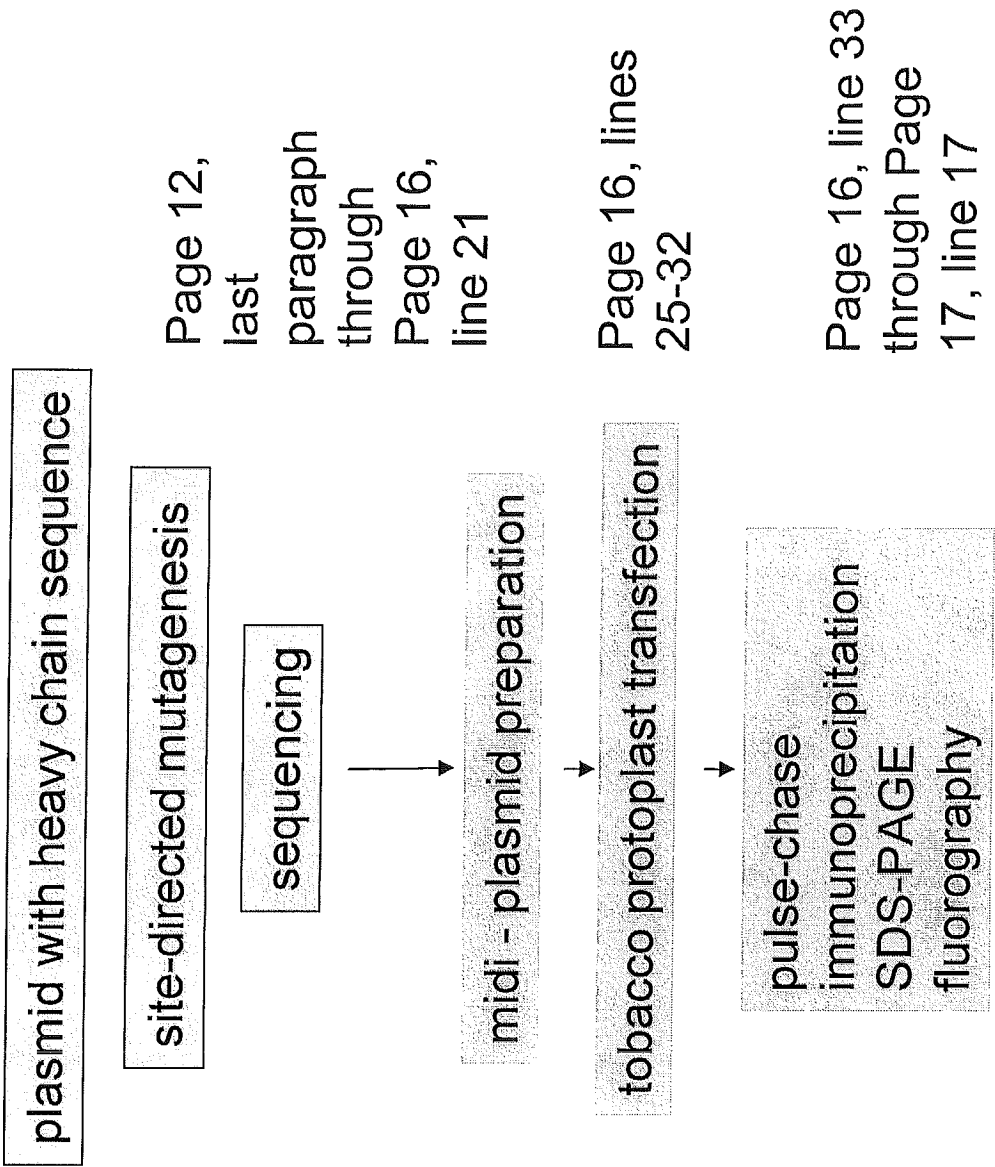 plasmid with heavy chain sequence
site-directed mutagenesis
sequencing
Page 12,
last
paragraph
through
Page 16,
line 21
midi - plasmid preparation
tobacco protoplast transfection
Page 16, lines
25-32
pulse-chase
immunoprecipitation
SDS-PAGE
fluorography
Page 16, line 33
through Page
17, line 17